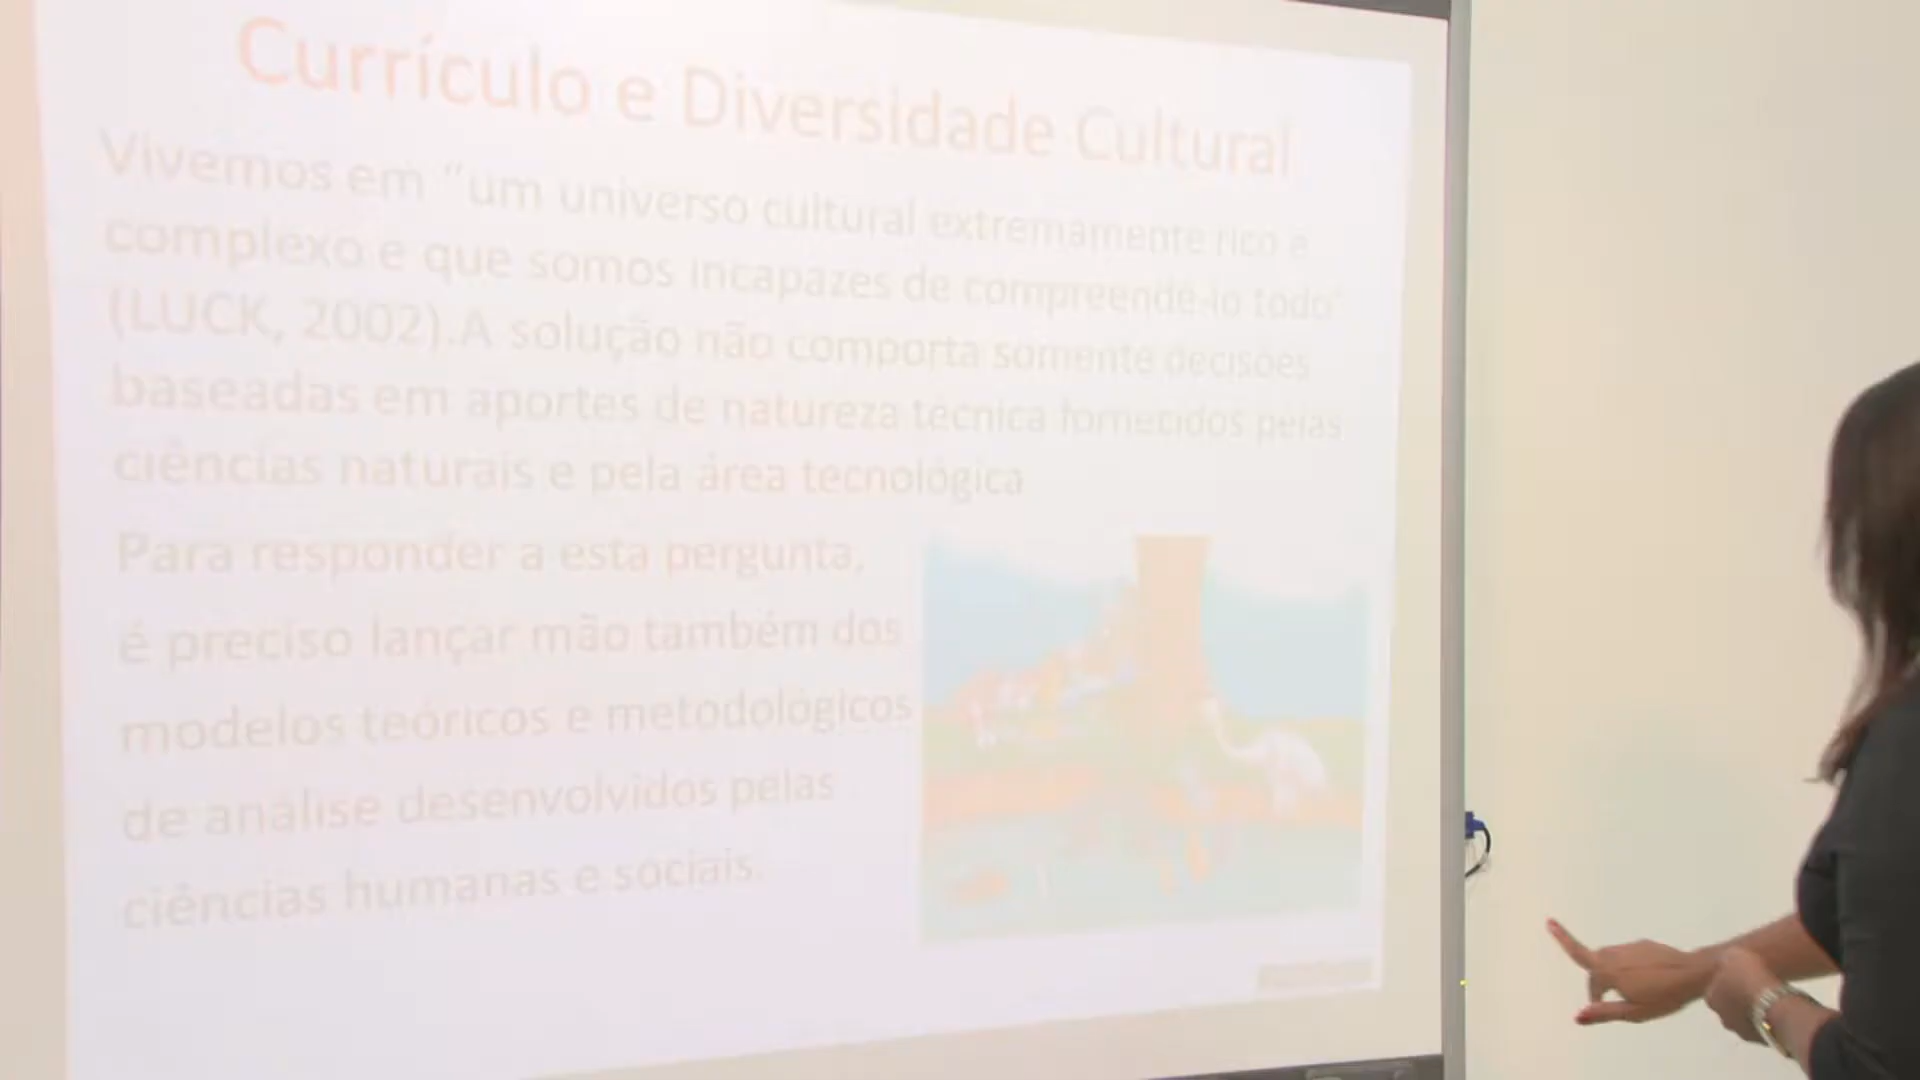 Currículo e Diversidade Cultural
Vivemos em “um universo cultural extremamente rico e
complexo e que somos incapazes de compreende-lo todo”
(LUCK, 2002).A solução não comporta somente decisões
baseadas em aportes de natureza técnica fornecidos pelas
ciências naturais e pela área tecnológica
Para responder a esta pergunta,
é preciso lançar mão também dos
modelos teóricos e metodológicos
de análise desenvolvidos pelas
ciências humanas e sociais.